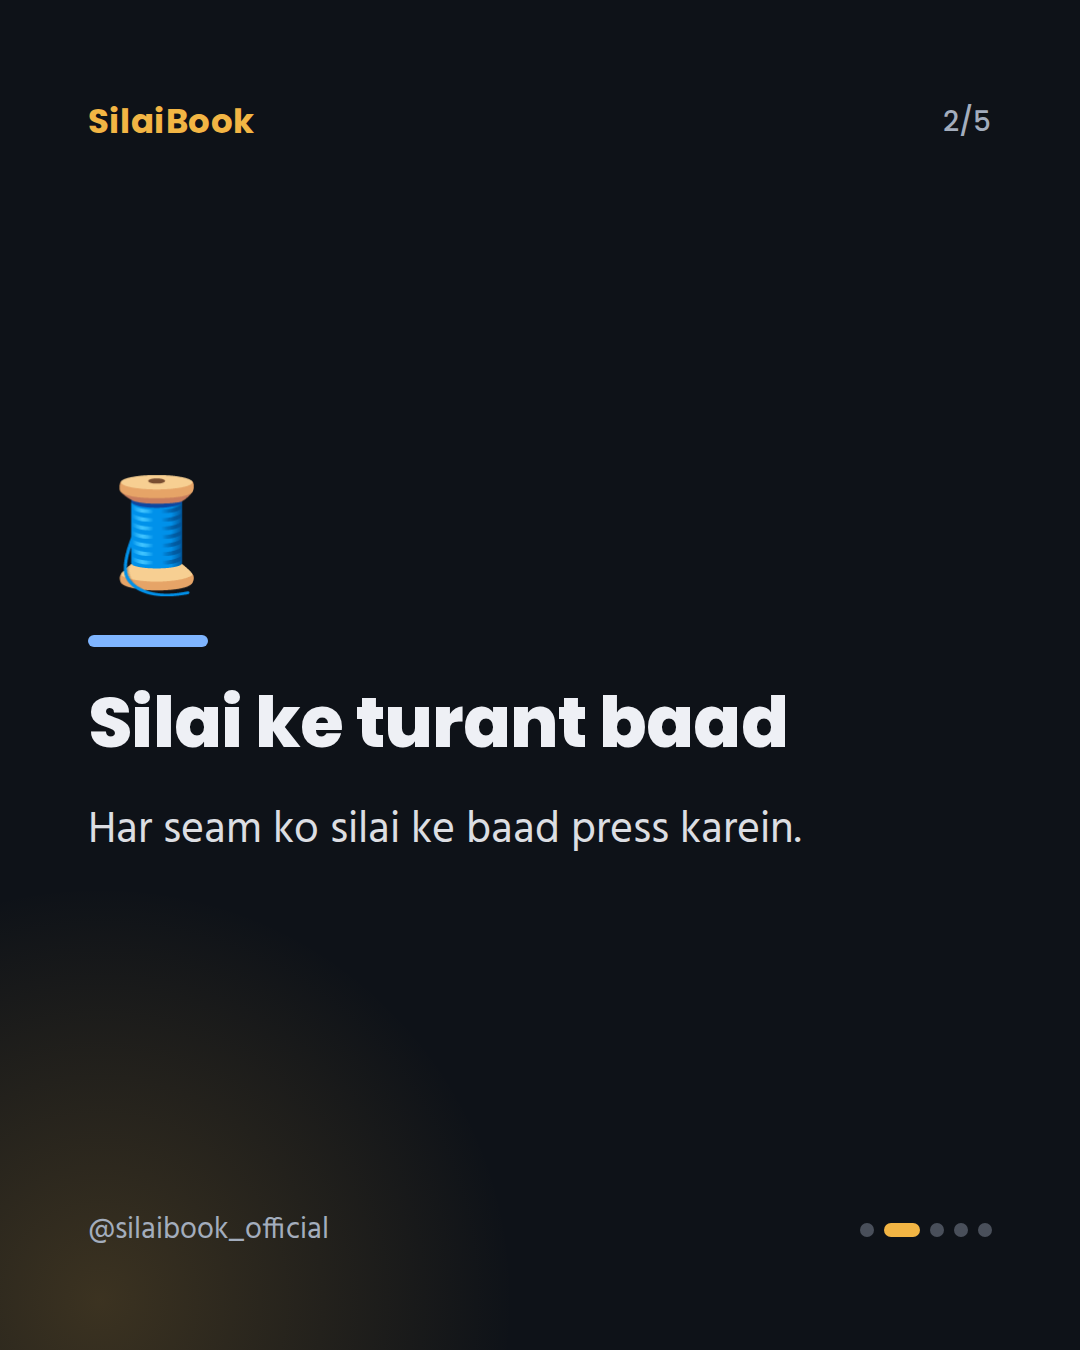 SilaiBook
2/5
Silai ke turant baad
Har seam ko silai ke baad press karein.
@silaibook_official